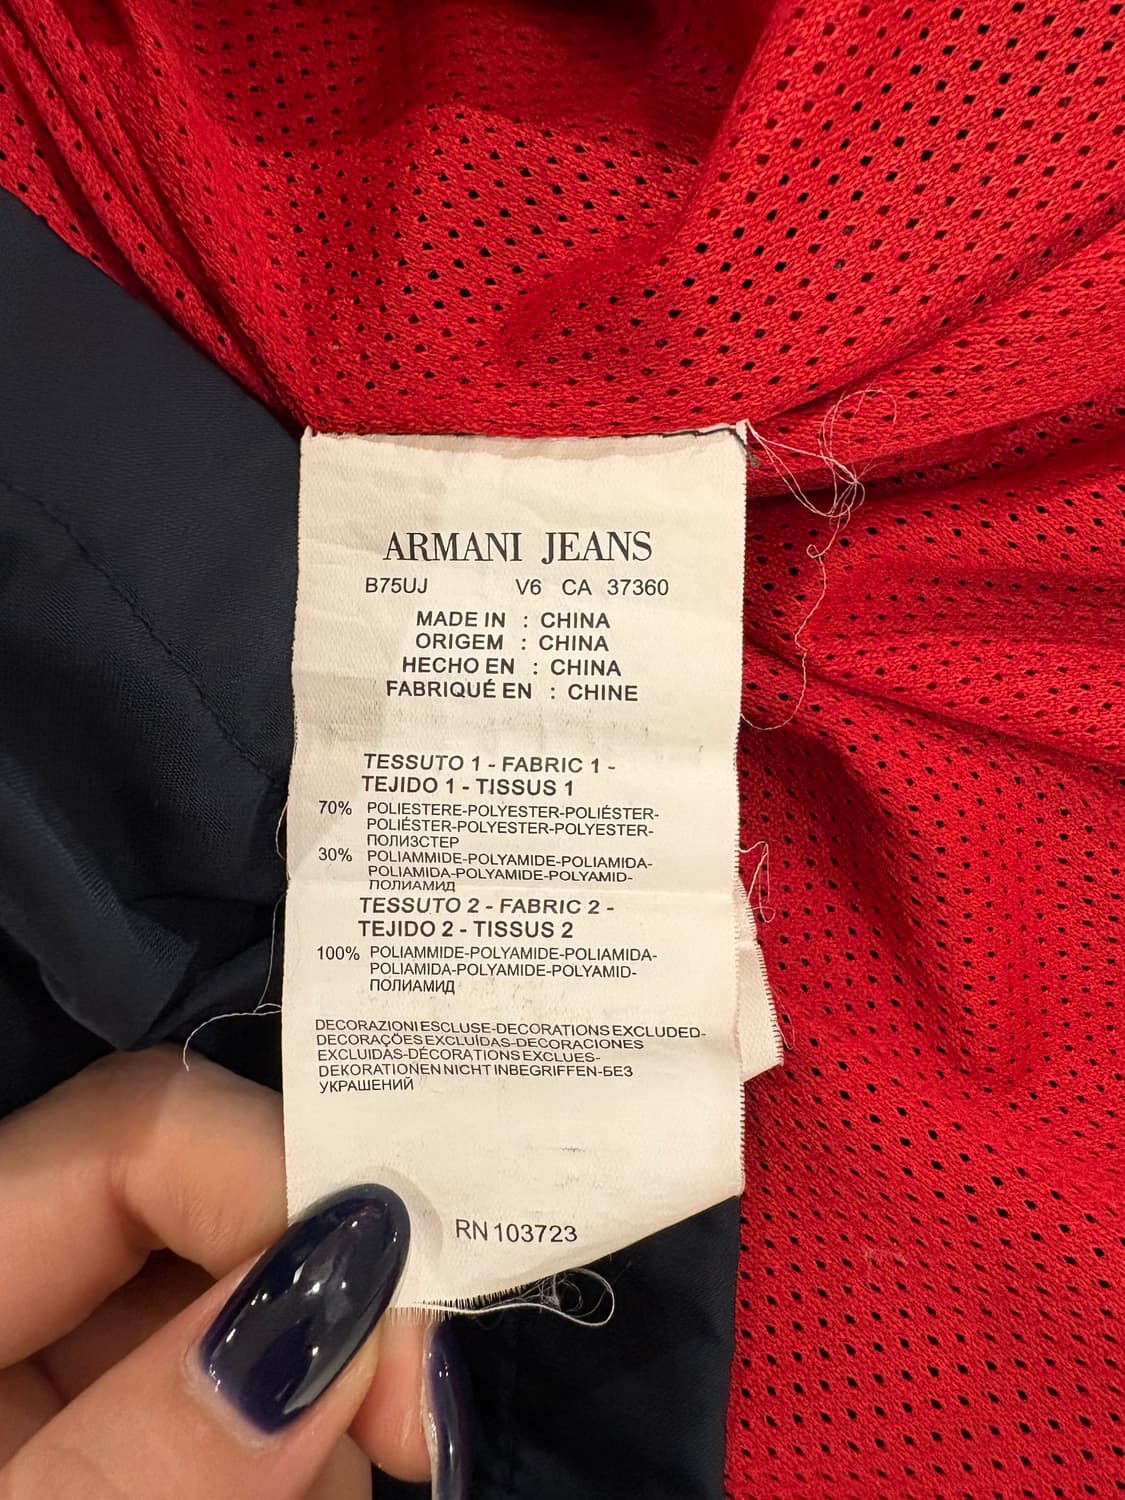 ARMANI JEANS
B75UJ V6 CA 37360
MADE IN : CHINA
ORIGEM : CHINA
HECHO EN : CHINA
FABRIQUÉ EN : CHINE
TESSUTO 1 - FABRIC 1 -
TEJIDO 1 - TISSUS 1
70% POLIESTERE-POLYESTER-POLIÉSTER-
POLIÉSTER-POLYESTER-POLYESTER-
ПОЛИЗСТЕР
30% POLIAMMIDE-POLYAMIDE-POLIAMIDA-
POLIAMIDA-POLYAMIDE-POLYAMID-
ПОЛИАМИД
TESSUTO 2 - FABRIC 2 -
TEJIDO 2 - TISSUS 2
100% POLIAMMIDE-POLYAMIDE-POLIAMIDA-
POLIAMIDA-POLYAMIDE-POLYAMID-
ПОЛИАМИД
DECORAZIONI ESCLUSE-DECORATIONS EXCLUDED-
DECORAÇÕES EXCLUÍDAS-DECORACIONES
EXCLUIDAS-DÉCORATIONS EXCLUES-
DEKORATIONEN NICHT INBEGRIFFEN-БЕЗ
УКРАШЕНИЙ
RN 103723